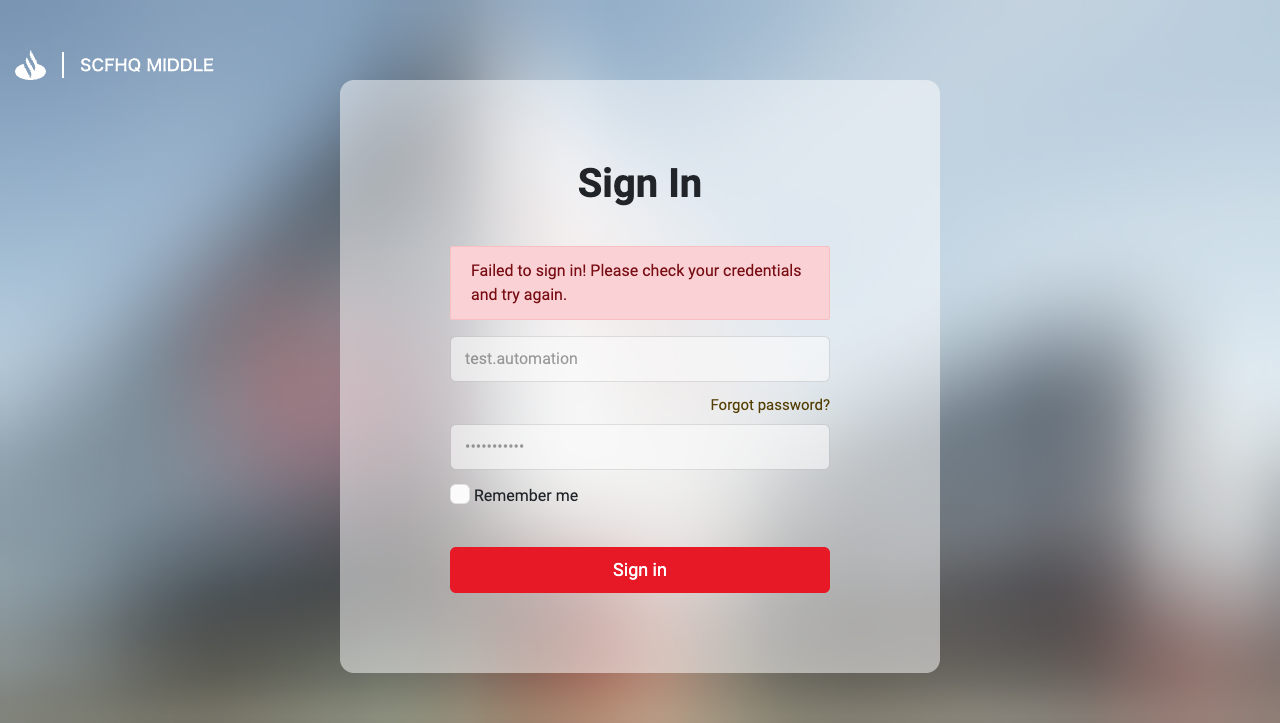 SCFHQ MIDDLE
Sign In
Failed to sign in! Please check your credentials
and try again.
test.automation
Forgot password?
•••••••••••
Remember me
Sign in